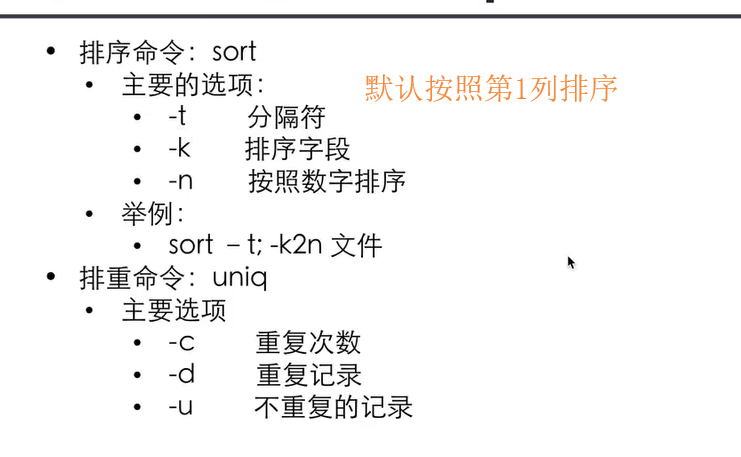 排序命令：sort
主要的选项：
默认按照第1列排序
-t 分隔符
-k 排序字段
-n 按照数字排序
举例：
sort –t; -k2n 文件
排重命令：uniq
主要选项
-c 重复次数
-d 重复记录
-u 不重复的记录